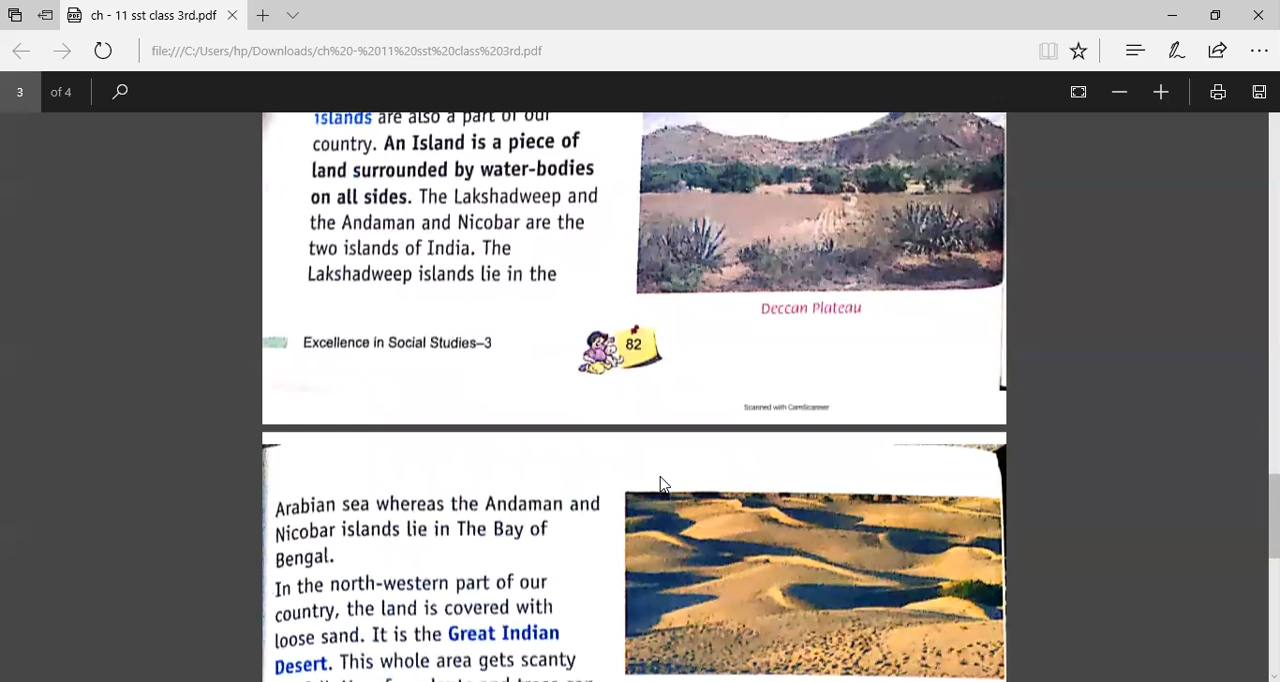 ch - 11 sst class 3rd.pdf
file:///C:/Users/hp/Downloads/ch%20-%2011%20sst%20class%203rd.pdf
3 of 4
islands are also a part of our
country. An Island is a piece of
land surrounded by water-bodies
on all sides. The Lakshadweep and
the Andaman and Nicobar are the
two islands of India. The
Lakshadweep islands lie in the
Deccan Plateau
Excellence in Social Studies–3
82
Scanned with CamScanner
Arabian sea whereas the Andaman and
Nicobar islands lie in The Bay of
Bengal.
In the north-western part of our
country, the land is covered with
loose sand. It is the Great Indian
Desert. This whole area gets scanty